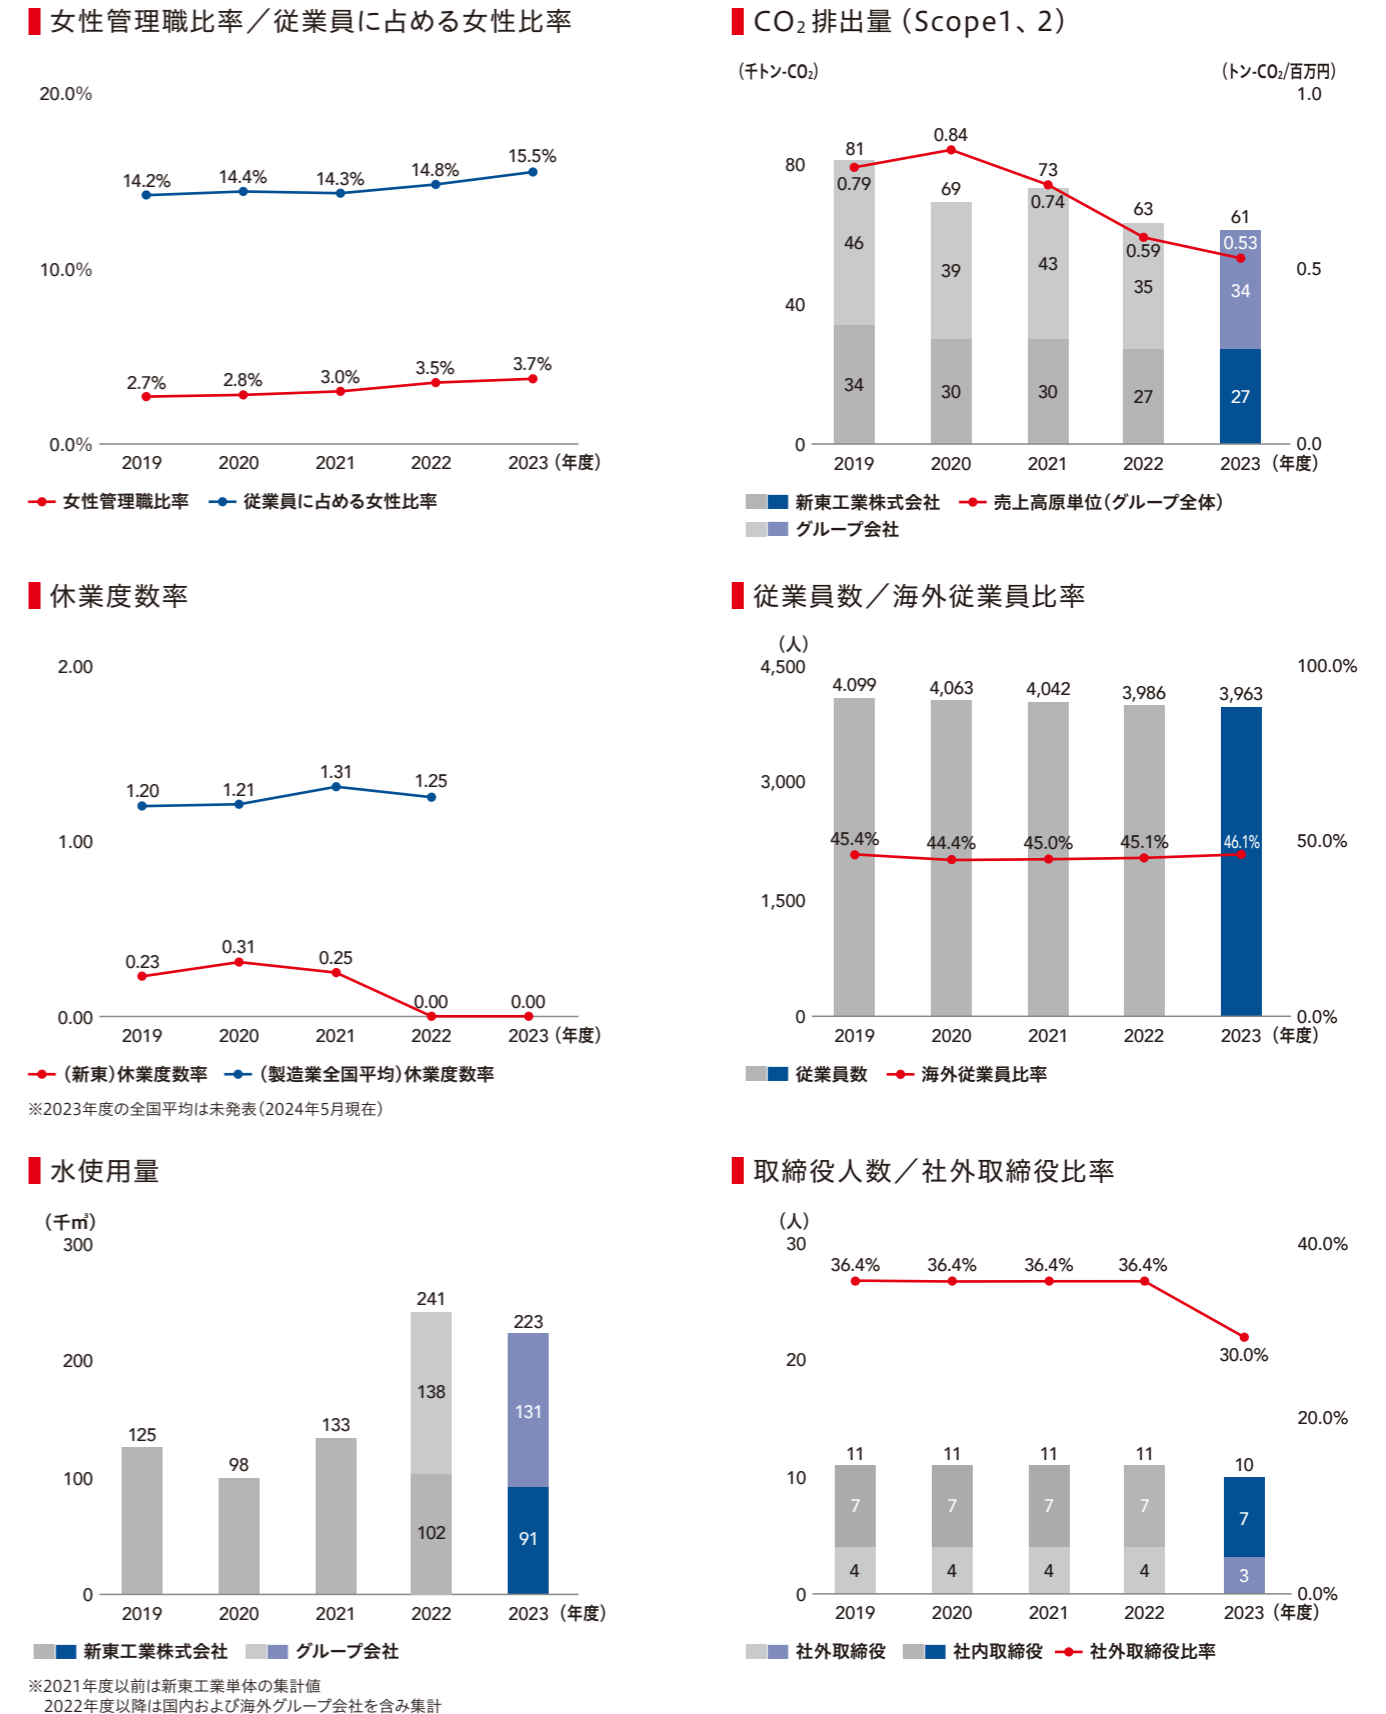 女性管理職比率／従業員に占める女性比率
20.0%
10.0%
0.0%
14.2% 14.4% 14.3% 14.8% 15.5%
2.7% 2.8% 3.0% 3.5% 3.7%
2019 2020 2021 2022 2023（年度）
女性管理職比率 従業員に占める女性比率
CO₂排出量（Scope1、2）
（千トン-CO₂） （トン-CO₂/百万円）
80
40
0
1.0
0.5
0.0
81 69 73 63 61
0.79 0.84 0.74 0.59 0.53
46 39 43 35 34
34 30 30 27 27
2019 2020 2021 2022 2023（年度）
新東工業株式会社 売上高原単位（グループ全体）
グループ会社
休業度数率
2.00
1.00
0.00
1.20 1.21 1.31 1.25
0.23 0.31 0.25 0.00 0.00
2019 2020 2021 2022 2023（年度）
（新東）休業度数率 （製造業全国平均）休業度数率
※2023年度の全国平均は未発表（2024年5月現在）
従業員数／海外従業員比率
（人）
4,500
3,000
1,500
0
100.0%
50.0%
0.0%
4.099 4,063 4,042 3,986 3,963
45.4% 44.4% 45.0% 45.1% 46.1%
2019 2020 2021 2022 2023（年度）
従業員数 海外従業員比率
水使用量
（千㎥）
300
200
100
0
125 98 133 241 223
138 131
102 91
2019 2020 2021 2022 2023（年度）
新東工業株式会社 グループ会社
※2021年度以前は新東工業単体の集計値
2022年度以降は国内および海外グループ会社を含み集計
取締役人数／社外取締役比率
（人）
30
20
10
0
40.0%
20.0%
0.0%
36.4% 36.4% 36.4% 36.4% 30.0%
11 11 11 11 10
7 7 7 7 7
4 4 4 4 3
2019 2020 2021 2022 2023（年度）
社外取締役 社内取締役 社外取締役比率